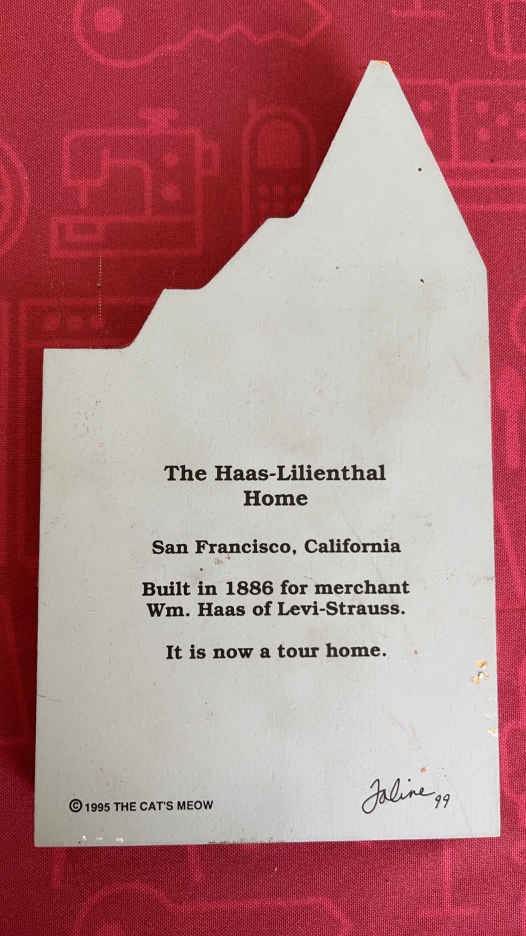 The Haas-Lilienthal
Home
San Francisco, California
Built in 1886 for merchant
Wm. Haas of Levi-Strauss.
It is now a tour home.
© 1995 THE CAT'S MEOW
Faline 99